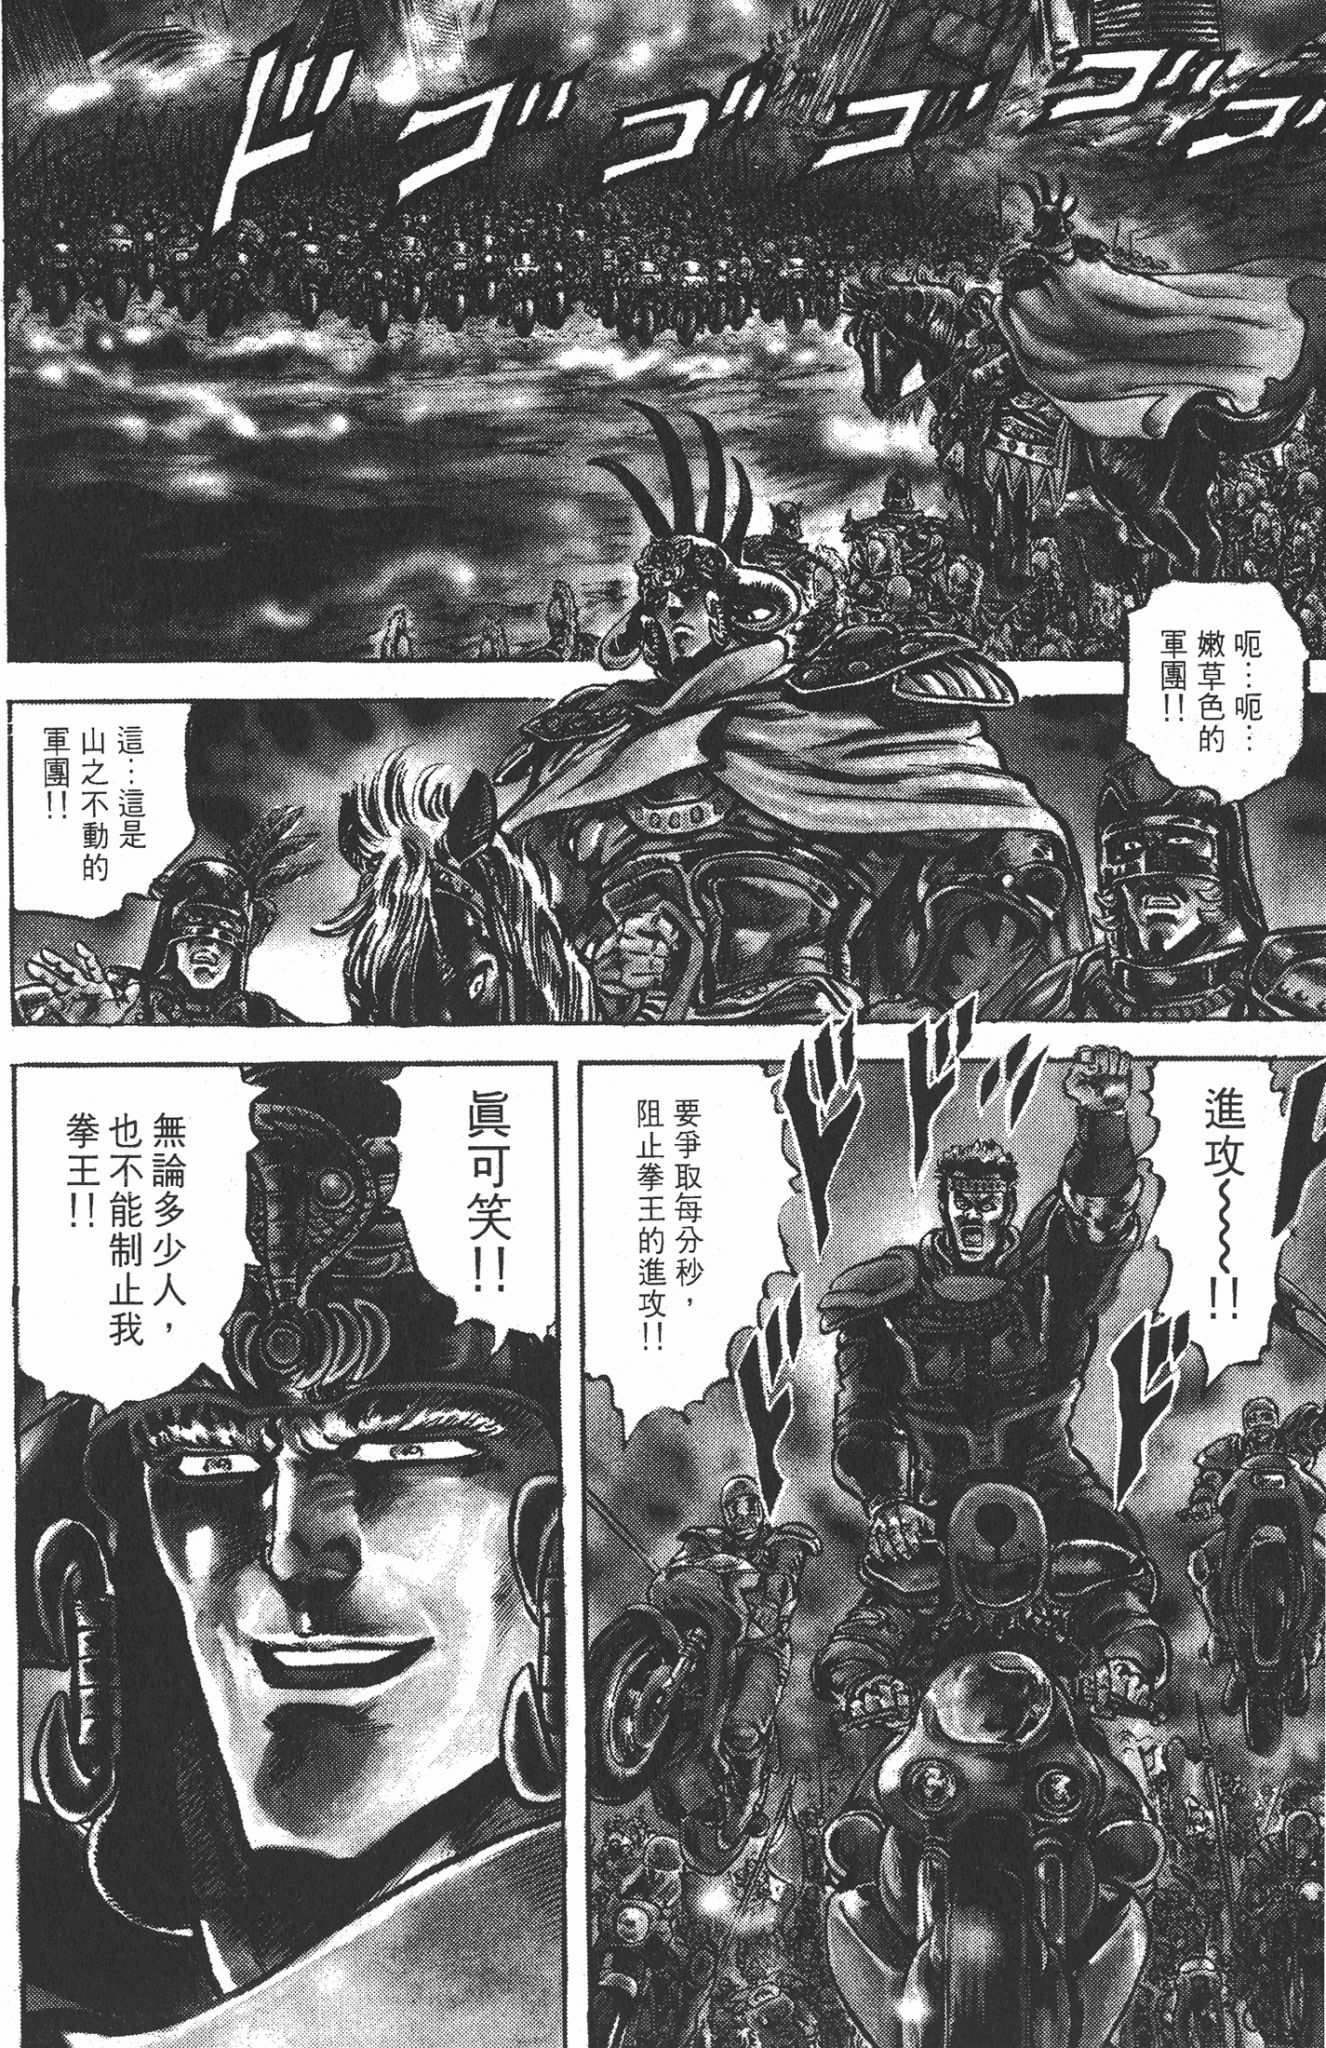 ドゴゴゴゴゴ
呃…呃…
嫩草色的
軍團!!
這…這是
山之不動的
軍團!!
進攻～～～!!
ドドド
ド
ド
要爭取每分秒，
阻止拳王的進攻!!
眞可笑!!
無論多少人，
也不能制止我
拳王!!